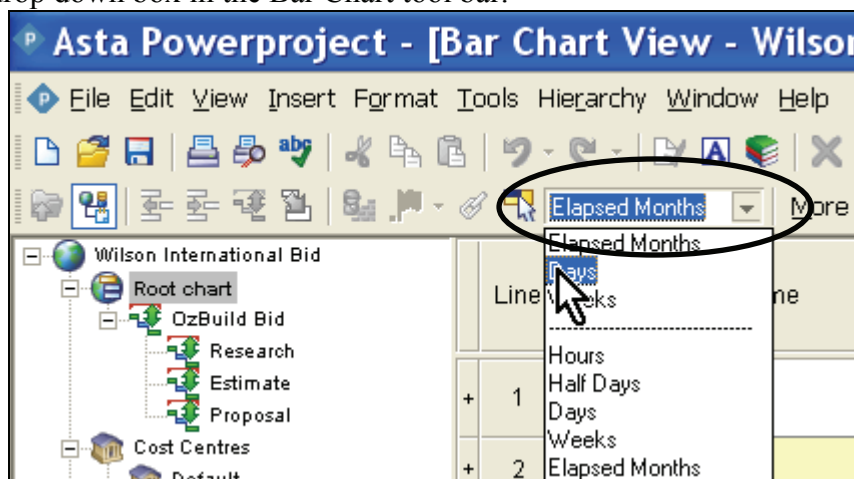 drop down box in the Bar Chart tool bar.
Asta Powerproject - [Bar Chart View - Wilson
File Edit View Insert Format Tools Hierarchy Window Help
Elapsed Months More
Wilson International Bid
Root chart
OzBuild Bid
Research
Estimate
Proposal
Cost Centres
Default
Line
Elapsed Months
Days
Weeks
Hours
Half Days
Days
Weeks
Elapsed Months
+ 1
+ 2